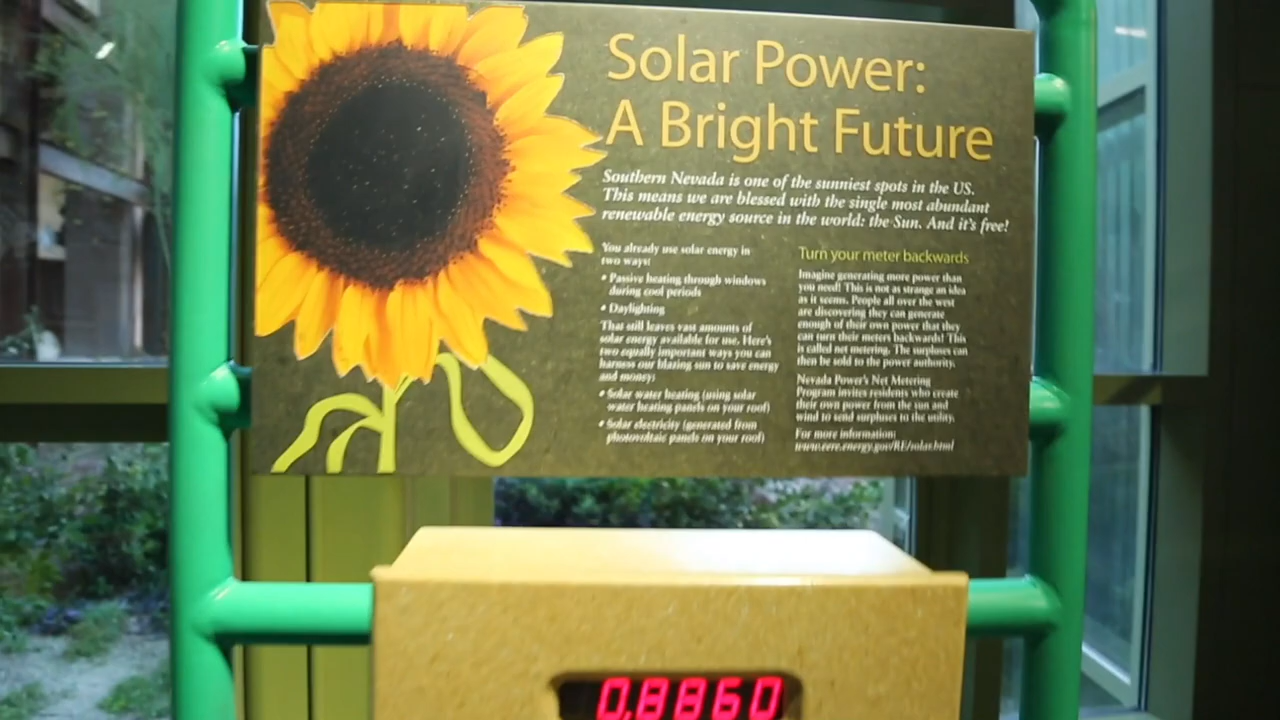 Solar Power:
A Bright Future
Southern Nevada is one of the sunniest spots in the US.
This means we are blessed with the single most abundant
renewable energy source in the world: the Sun. And it's free!
You already use solar energy in
two ways:
• Passive heating through windows
during cool periods
• Daylighting
That still leaves vast amounts of
solar energy available for use. Here's
two equally important ways you can
harness our blazing sun to save energy
and money:
• Solar water heating (using solar
water heating panels on your roof)
• Solar electricity (generated from
photovoltaic panels on your roof)
Turn your meter backwards
Imagine generating more power than
you need! This is not as strange an idea
as it seems. People all over the west
are discovering they can generate
enough of their own power that they
can turn their meters backwards! This
is called net metering. The surpluses can
then be sold to the power authority.
Nevada Power's Net Metering
Program invites residents who create
their own power from the sun and
wind to send surpluses to the utility.
For more information:
www.eere.energy.gov/RE/solar.html
0.8860